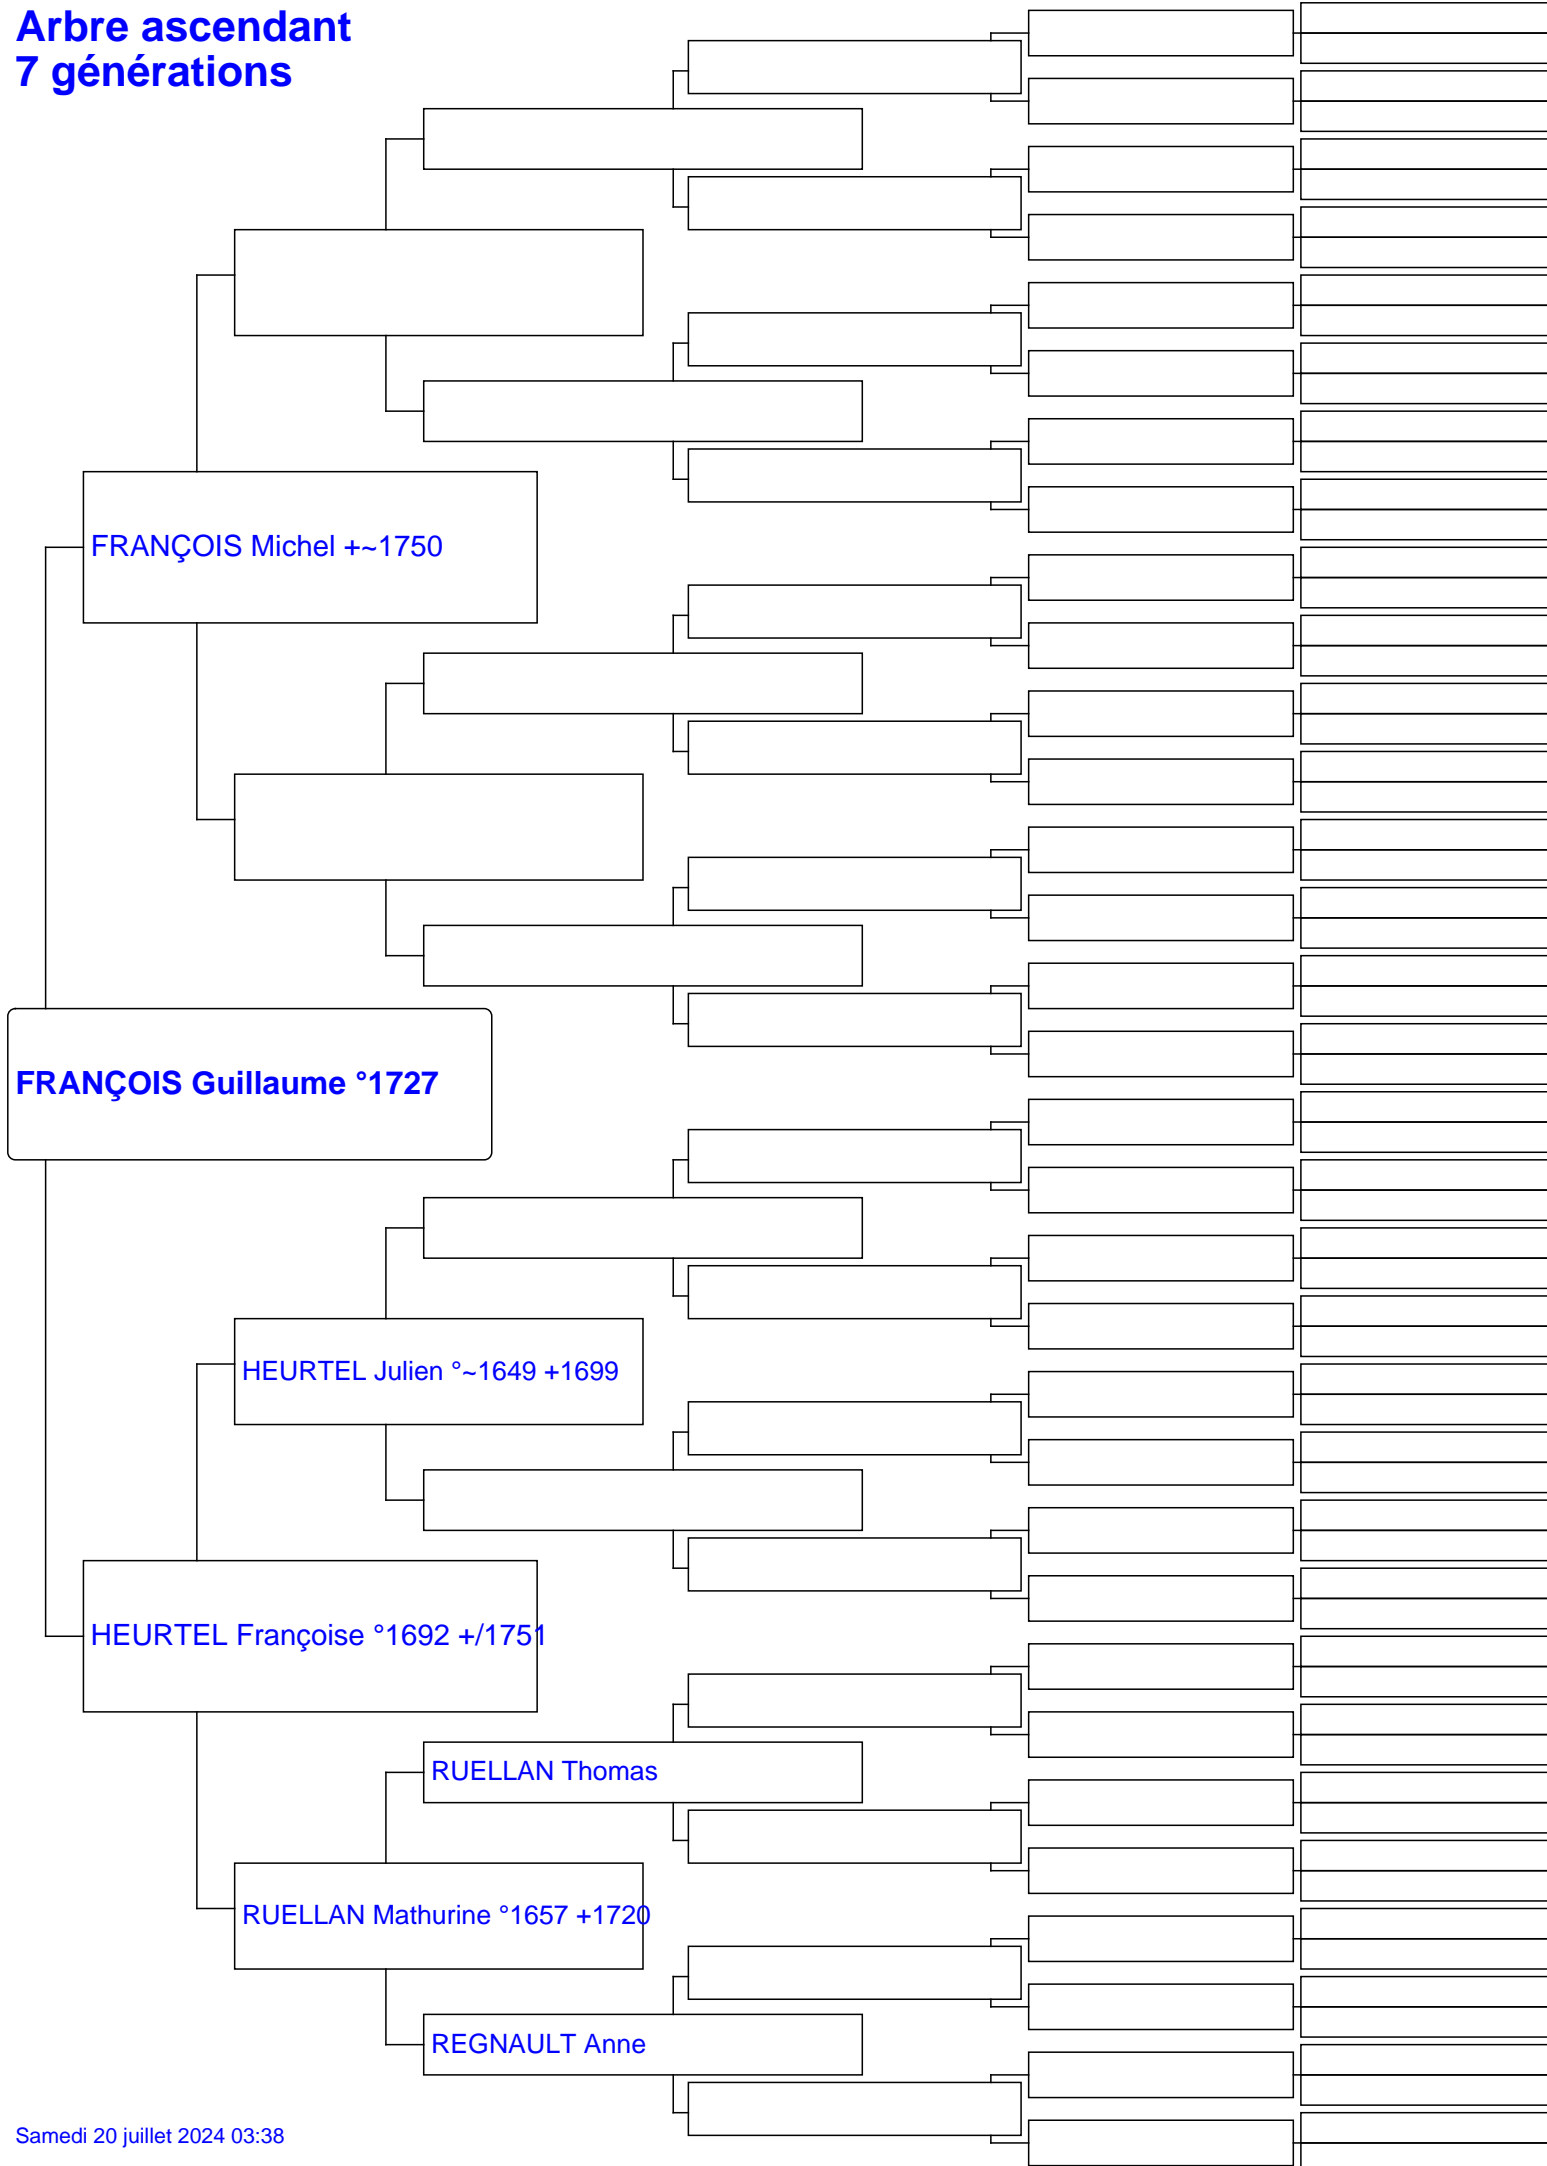 Arbre ascendant
7 générations
FRANÇOIS Michel +~1750
FRANÇOIS Guillaume °1727
HEURTEL Julien °~1649 +1699
HEURTEL Françoise °1692 +/1751
RUELLAN Thomas
RUELLAN Mathurine °1657 +1720
REGNAULT Anne
Samedi 20 juillet 2024 03:38